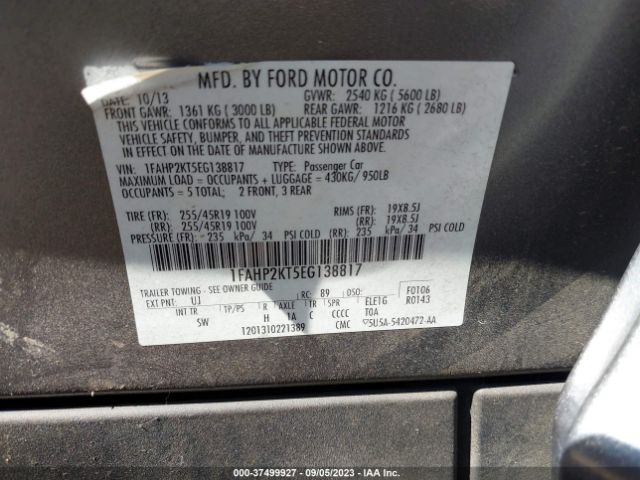 MFD. BY FORD MOTOR CO.
DATE: 10/13 GVWR: 2540 KG ( 5600 LB)
FRONT GAWR: 1361 KG ( 3000 LB) REAR GAWR: 1216 KG ( 2680 LB)
THIS VEHICLE CONFORMS TO ALL APPLICABLE FEDERAL MOTOR
VEHICLE SAFETY, BUMPER, AND THEFT PREVENTION STANDARDS
IN EFFECT ON THE DATE OF MANUFACTURE SHOWN ABOVE.
VIN: 1FAHP2KT5EG138817 TYPE: Passenger Car
MAXIMUM LOAD = OCCUPANTS + LUGGAGE = 430KG/ 950LB
OCCUPANTS = 5 TOTAL; 2 FRONT, 3 REAR
TIRE (FR): 255/45R19 100V RIMS (FR): 19X8.5J
(RR): 255/45R19 100V (RR): 19X8.5J
PRESSURE (FR): 235 kPa/ 34 PSI COLD (RR): 235 kPa/ 34 PSI COLD
1FAHP2KT5EG138817
TRAILER TOWING - SEE OWNER GUIDE
EXT PNT: UJ RC: 89 DSO: F0106
R0143
INT TR TP/PS R AXLE TR SPR ELE1G
SW H IA C CCCC TOA
1201310221389 CMC 5U5A-5420472-AA
000-37499927 - 09/05/2023 - IAA Inc.